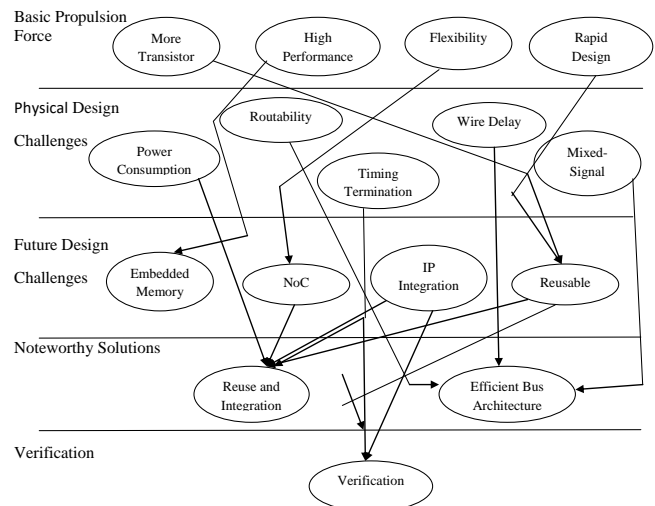 Basic Propulsion
Force
More
Transistor
High
Performance
Flexibility
Rapid
Design
Physical Design
Challenges
Routability
Wire Delay
Power
Consumption
Timing
Termination
Mixed-
Signal
Future Design
Challenges
Embedded
Memory
NoC
IP
Integration
Reusable
Noteworthy Solutions
Reuse and
Integration
Efficient Bus
Architecture
Verification
Verification